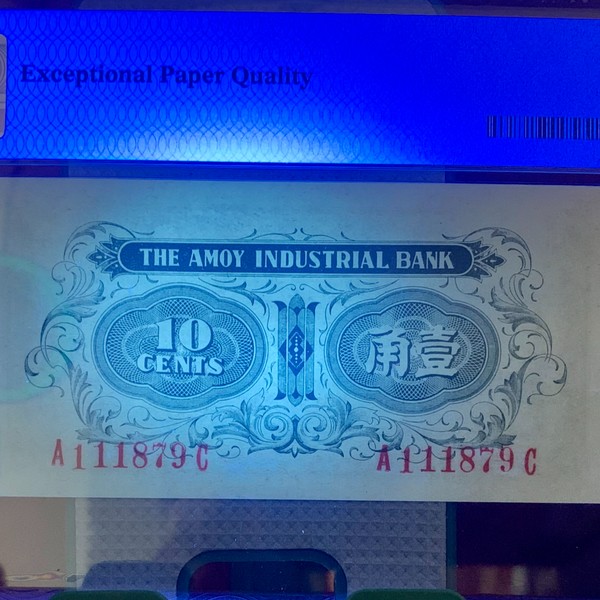 Exceptional Paper Quality
THE AMOY INDUSTRIAL BANK
10
CENTS
角壹
A111879C A111879C